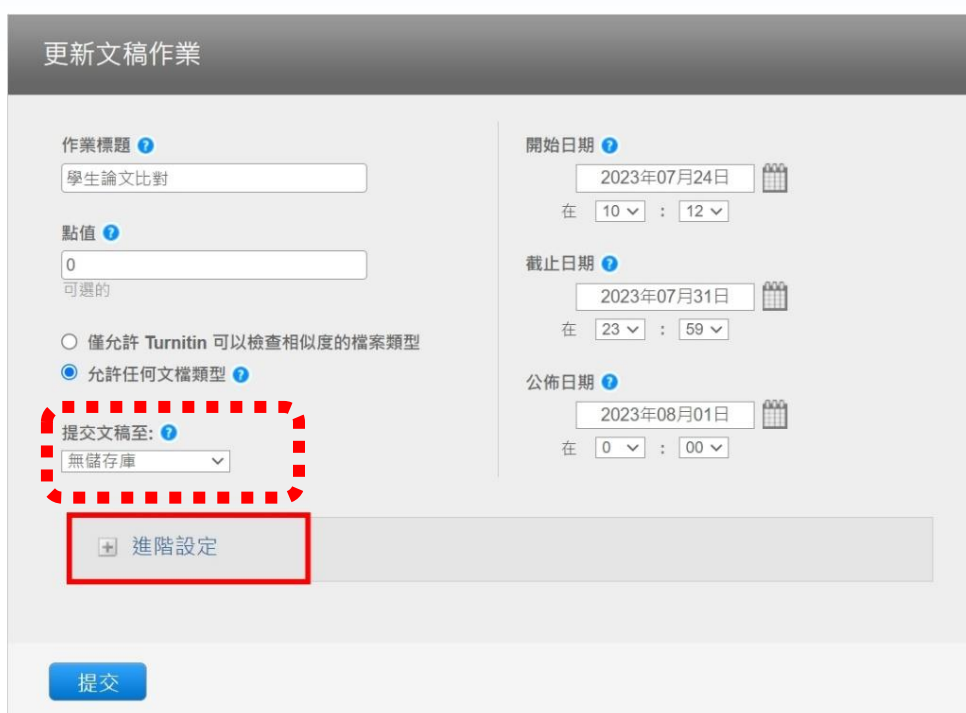 更新文稿作業
作業標題
學生論文比對
點值
0
可選的
僅允許 Turnitin 可以檢查相似度的檔案類型
允許任何文檔類型
提交文稿至:
無儲存庫
開始日期
2023年07月24日
在 10 : 12
截止日期
2023年07月31日
在 23 : 59
公佈日期
2023年08月01日
在 0 : 00
進階設定
提交